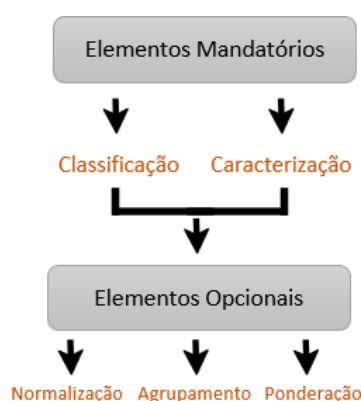 Elementos Mandatórios
Classificação Caracterização
Elementos Opcionais
Normalização Agrupamento Ponderação